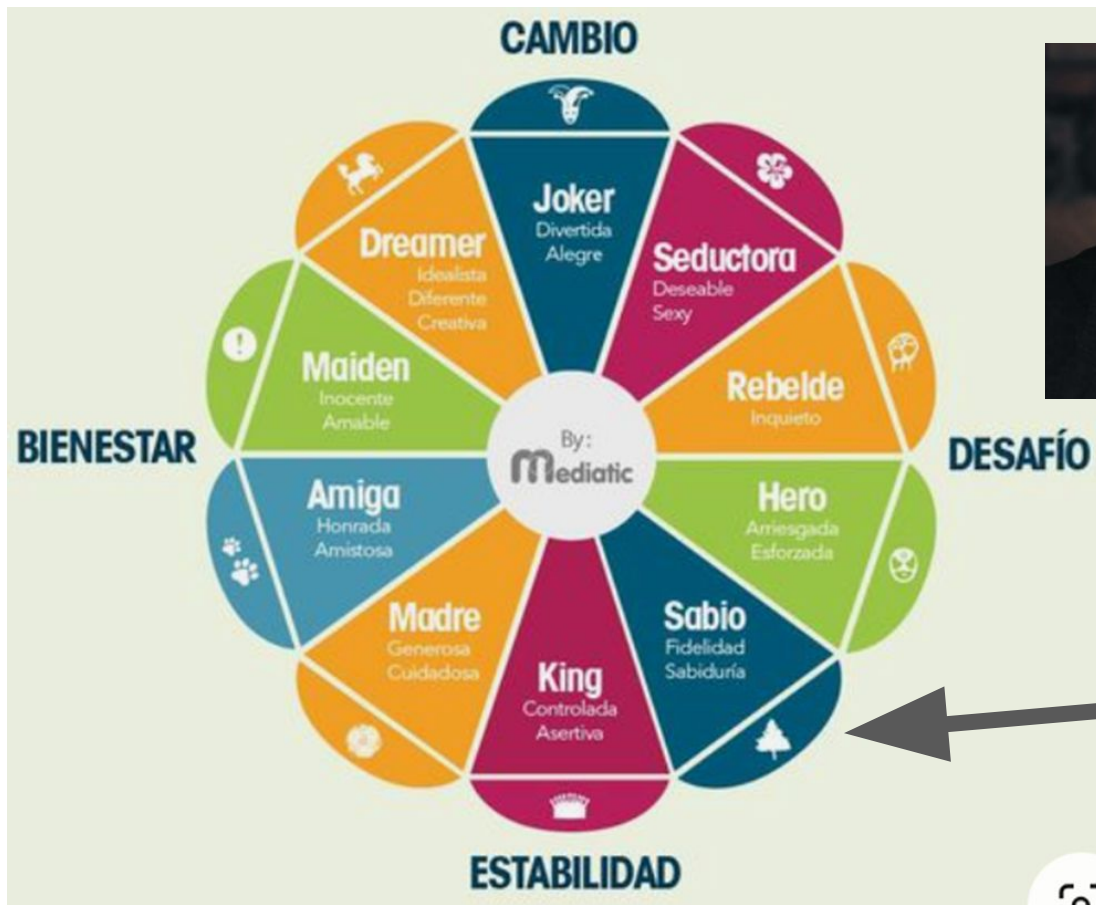 CAMBIO
Joker
Divertida
Alegre
Seductora
Deseable
Sexy
Dreamer
Idealista
Diferente
Creativa
Rebelde
Inquieto
Maiden
Inocente
Amable
BIENESTAR
By:
Mediatic
DESAFÍO
Amiga
Honrada
Amistosa
Hero
Arriesgada
Esforzada
Madre
Generosa
Cuidadosa
Sabio
Fidelidad
Sabiduría
King
Controlada
Asertiva
ESTABILIDAD